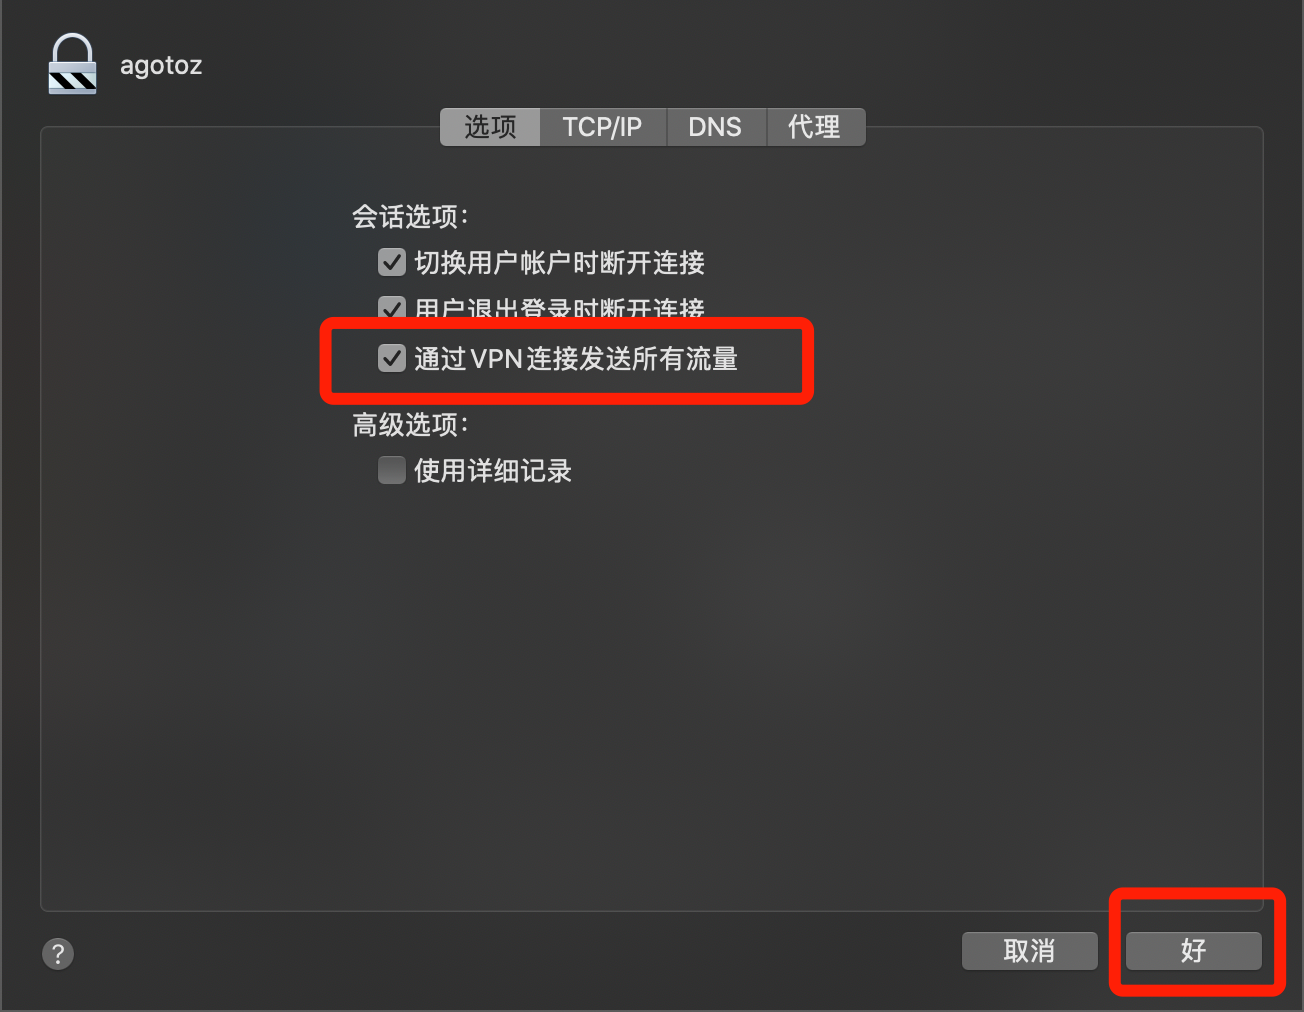 agotoz
选项 TCP/IP DNS 代理
会话选项：
切换用户帐户时断开连接
用户退出登录时断开连接
通过VPN连接发送所有流量
高级选项：
使用详细记录
? 取消 好